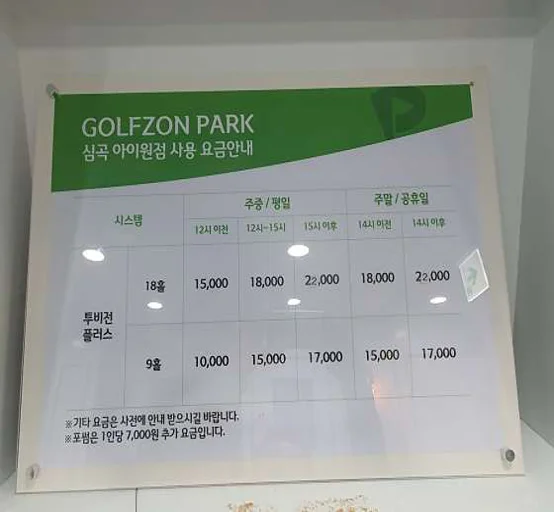 GOLFZON PARK
심곡 아이원점 사용 요금안내
시스템 주중 / 평일 주말 / 공휴일
12시 이전 12시~15시 15시 이후 14시 이전 14시 이후
투비전 플러스
18홀 15,000 18,000 22,000 18,000 22,000
9홀 10,000 15,000 17,000 15,000 17,000
※기타 요금은 사전에 안내 받으시길 바랍니다.
※포썸은 1인당 7,000원 추가 요금입니다.